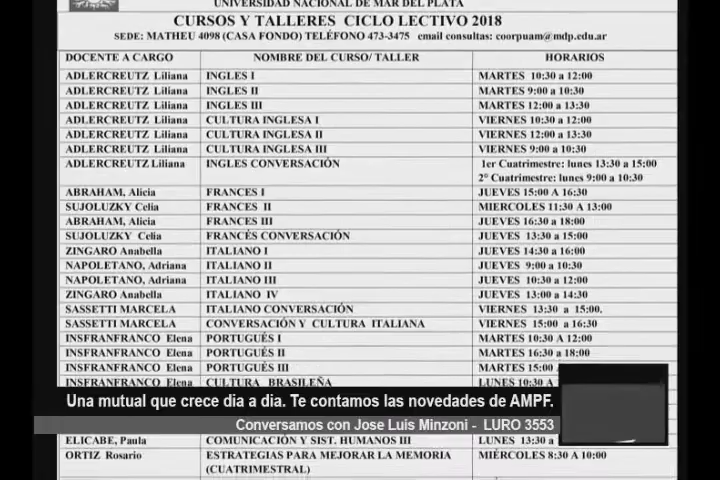 UNIVERSIDAD NACIONAL DE MAR DEL PLATA
CURSOS Y TALLERES CICLO LECTIVO 2018
SEDE: MATHEU 4098 (CASA FONDO) TELÉFONO 473-3475 email consultas: coorpuam@mdp.edu.ar
DOCENTE A CARGO NOMBRE DEL CURSO/ TALLER HORARIOS
ADLERCREUTZ Liliana INGLES I MARTES 10:30 a 12:00
ADLERCREUTZ Liliana INGLES II MARTES 9:00 a 10:30
ADLERCREUTZ Liliana INGLES III MARTES 12:00 a 13:30
ADLERCREUTZ Liliana CULTURA INGLESA I VIERNES 10:30 a 12:00
ADLERCREUTZ Liliana CULTURA INGLESA II VIERNES 12:00 a 13:30
ADLERCREUTZ Liliana CULTURA INGLESA III VIERNES 9:00 a 10:30
ADLERCREUTZ Liliana INGLES CONVERSACIÓN 1er Cuatrimestre: lunes 13:30 a 15:00
2° Cuatrimestre: lunes 9:00 a 10:30
ABRAHAM, Alicia FRANCES I JUEVES 15:00 A 16:30
SUJOLUZKY Celia FRANCES II MIERCOLES 11:30 A 13:00
ABRAHAM, Alicia FRANCES III JUEVES 16:30 a 18:00
SUJOLUZKY Celia FRANCÉS CONVERSACIÓN JUEVES 13:30 a 15:00
ZINGARO Anabella ITALIANO I JUEVES 14:30 a 16:00
NAPOLETANO, Adriana ITALIANO II JUEVES 9:00 a 10:30
NAPOLETANO, Adriana ITALIANO III JUEVES 10:30 a 12:00
ZINGARO Anabella ITALIANO IV JUEVES 13:00 a 14:30
SASSETTI MARCELA ITALIANO CONVERSACIÓN VIERNES 13:30 a 15:00.
SASSETTI MARCELA CONVERSACIÓN Y CULTURA ITALIANA VIERNES 15:00 a 16:30
INSFRANFRANCO Elena PORTUGUÉS I MARTES 10:30 A 12:00
INSFRANFRANCO Elena PORTUGUÉS II MARTES 16:30 a 18:00
INSFRANFRANCO Elena PORTUGUÉS III MARTES 15:00
INSFRANFRANCO Elena CULTURA BRASILEÑA LUNES 10:30
Una mutual que crece dia a dia. Te contamos las novedades de AMPF.
Conversamos con Jose Luis Minzoni - LURO 3553
ELICABE, Paula COMUNICACIÓN Y SIST. HUMANOS III LUNES 13:30 a
ORTIZ Rosario ESTRATEGIAS PARA MEJORAR LA MEMORIA MIÉRCOLES 8:30 A 10:00
(CUATRIMESTRAL)